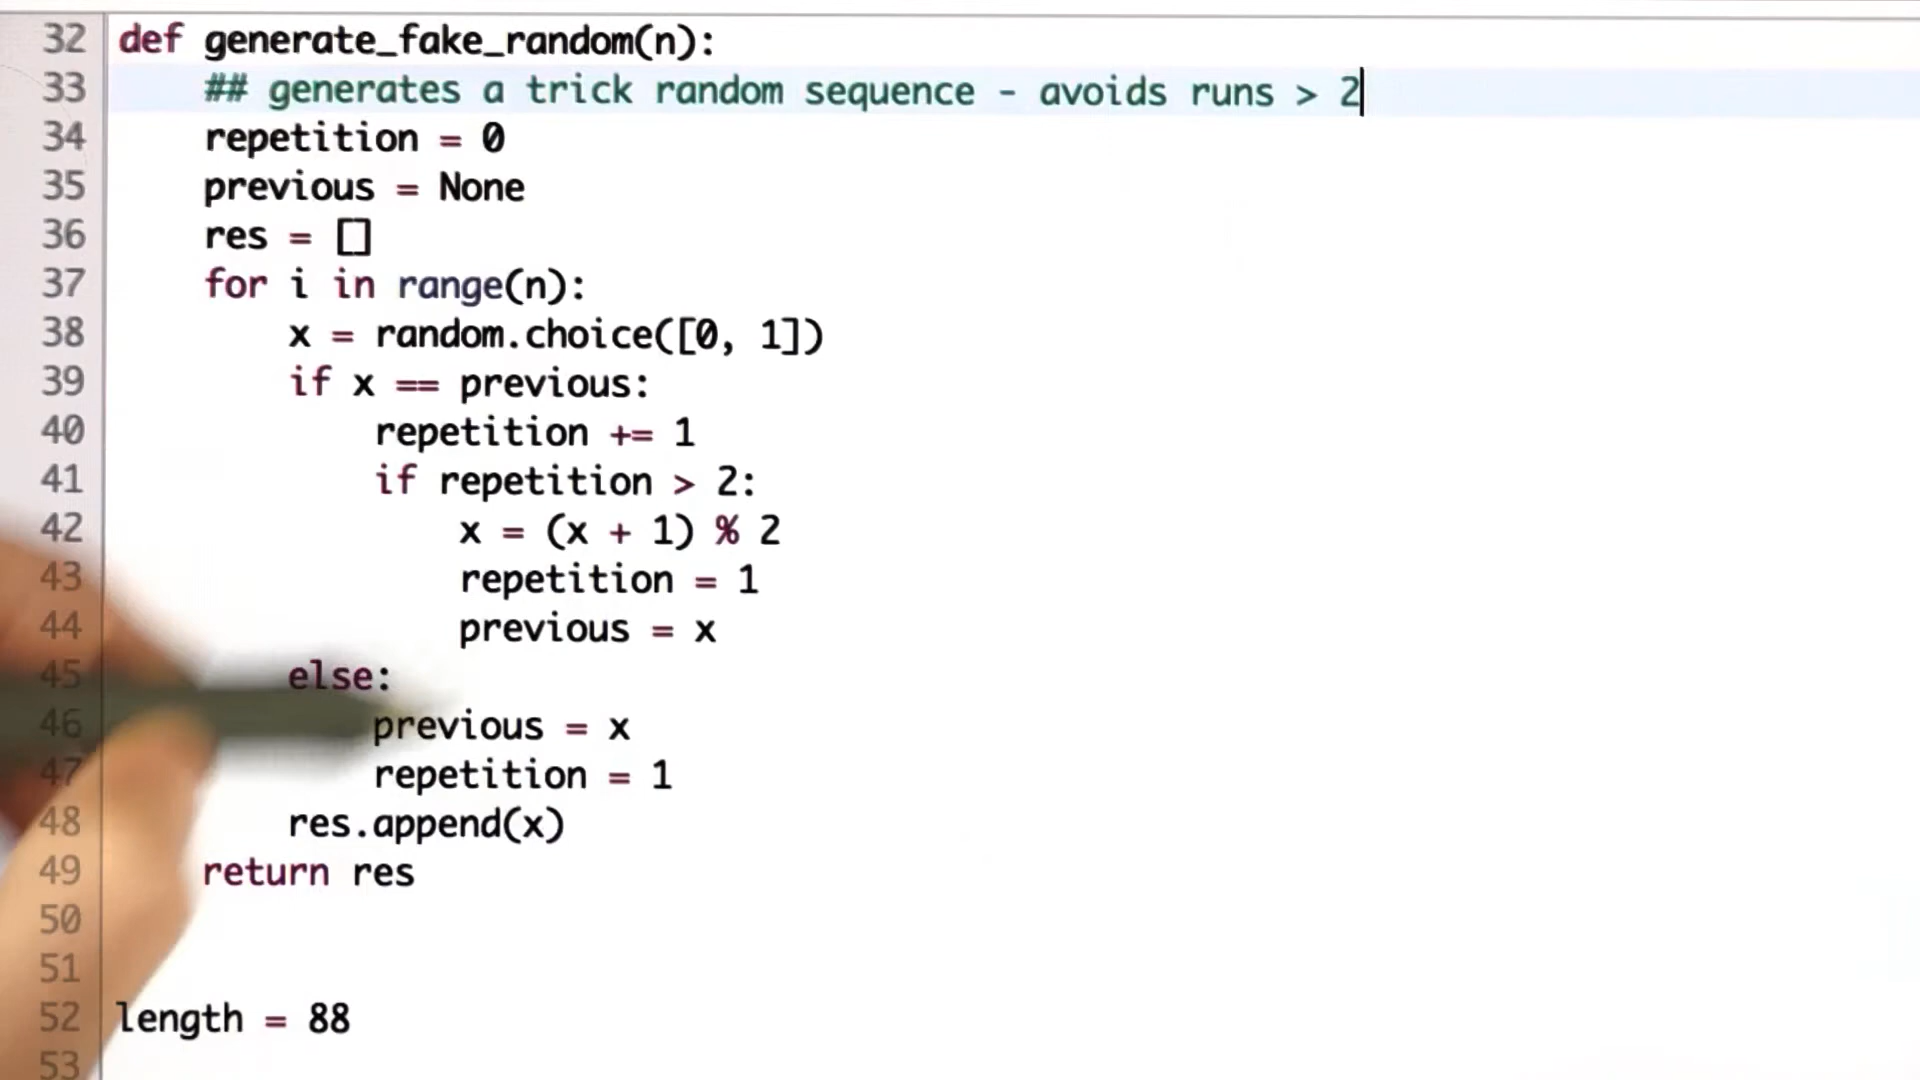 32 def generate_fake_random(n):
33 ## generates a trick random sequence - avoids runs > 2
34 repetition = 0
35 previous = None
36 res = []
37 for i in range(n):
38 x = random.choice([0, 1])
39 if x == previous:
40 repetition += 1
41 if repetition > 2:
42 x = (x + 1) % 2
43 repetition = 1
44 previous = x
45 else:
46 previous = x
47 repetition = 1
48 res.append(x)
49 return res
50
51
52 length = 88
53